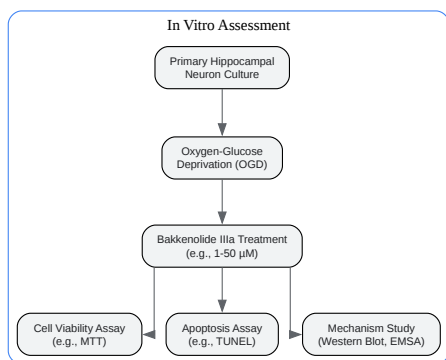 In Vitro Assessment
Primary Hippocampal
Neuron Culture
Oxygen-Glucose
Deprivation (OGD)
Bakkenolide IIIa Treatment
(e.g., 1-50 µM)
Cell Viability Assay
(e.g., MTT)
Apoptosis Assay
(e.g., TUNEL)
Mechanism Study
(Western Blot, EMSA)